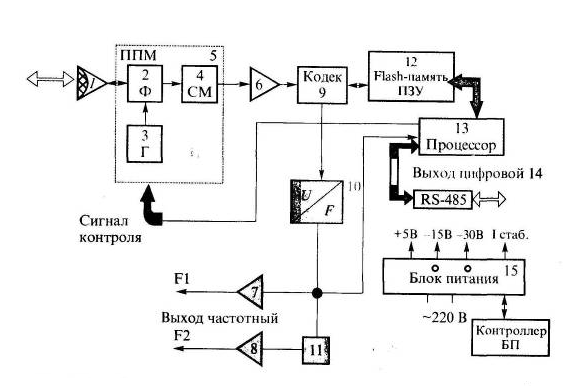 ППМ
5
1
2
Ф
4
СМ
3
Г
6
Кодек
9
12
Flash-память
ПЗУ
13
Процессор
Выход цифровой 14
RS-485
10
U
F
Сигнал
контроля
+5В
–15В
–30В
I стаб.
15
Блок питания
~220 В
Контроллер
БП
F1
7
Выход частотный
F2
8
11